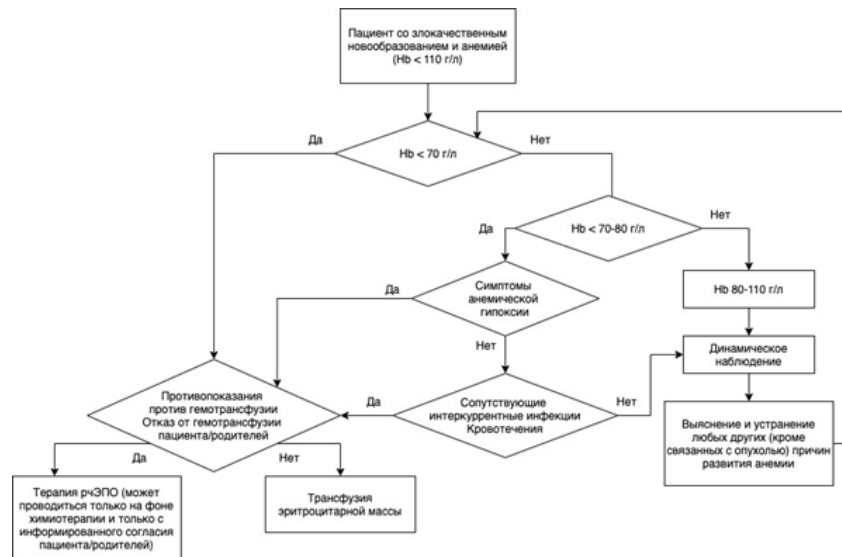 Пациент со злокачественным
новообразованием и анемией
(Hb < 110 г/л)
Да
Нет
Hb < 70 г/л
Hb < 70-80 г/л
Да
Нет
Симптомы
анемической
гипоксии
Да
Hb 80-110 г/л
Нет
Динамическое
наблюдение
Противопоказания
против гемотрансфузии
Отказ от гемотрансфузии
пациента/родителей
Да
Сопутствующие
интеркуррентные инфекции
Кровотечения
Нет
Выяснение и устранение
любых других (кроме
связанных с опухолью) причин
развития анемии
Да
Нет
Терапия рчЭПО (может
проводиться только на фоне
химиотерапии и только с
информированного согласия
пациента/родителей)
Трансфузия
эритроцитарной массы